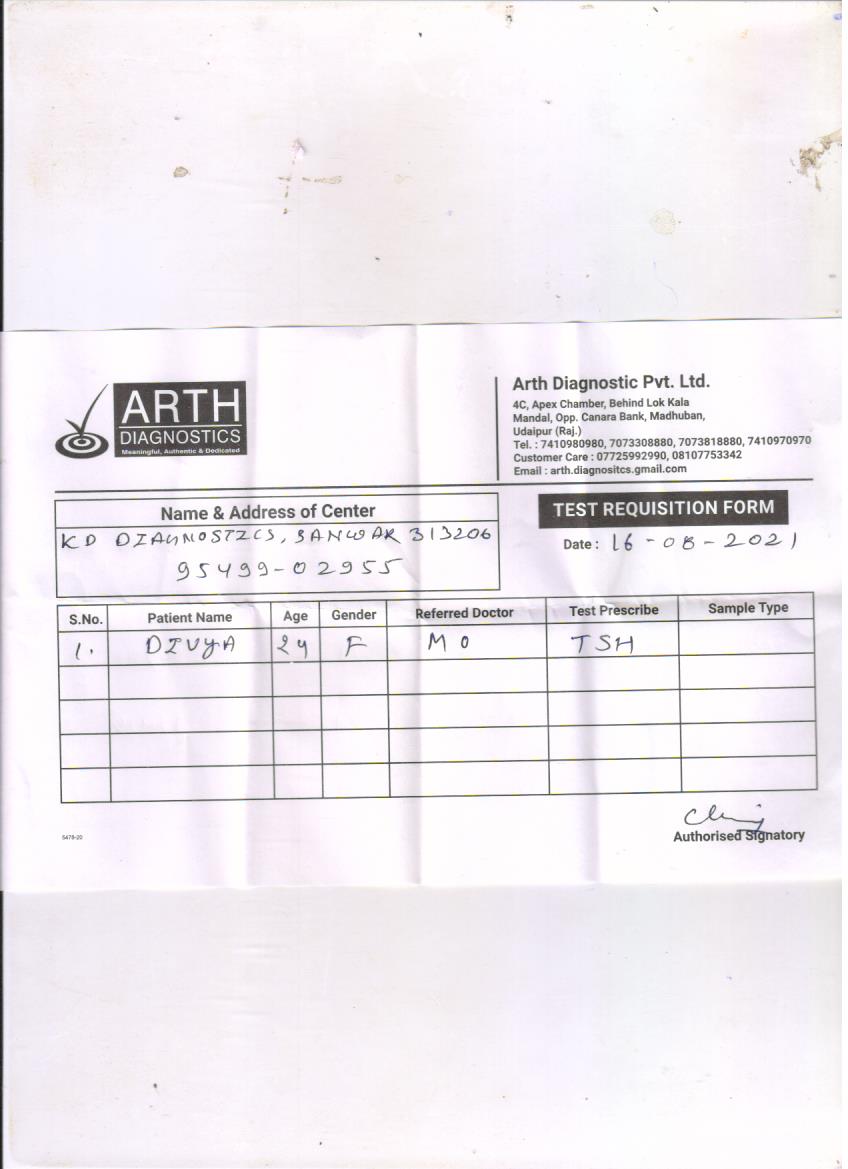 ARTH
DIAGNOSTICS
Meaningful, Authentic & Dedicated
Arth Diagnostic Pvt. Ltd.
4C, Apex Chamber, Behind Lok Kala
Mandal, Opp. Canara Bank, Madhuban,
Udaipur (Raj.)
Tel. : 7410980980, 7073308880, 7073818880, 7410970970
Customer Care : 07725992990, 08107753342
Email : arth.diagnositcs.gmail.com
Name & Address of Center
KD DIAGNOSTICS, SANWAR 313206
95499-02955
TEST REQUISITION FORM
Date : 16-08-2021
S.No. Patient Name Age Gender Referred Doctor Test Prescribe Sample Type
1. DIVYA 24 F MO TSH
Authorised Signatory
5478-20